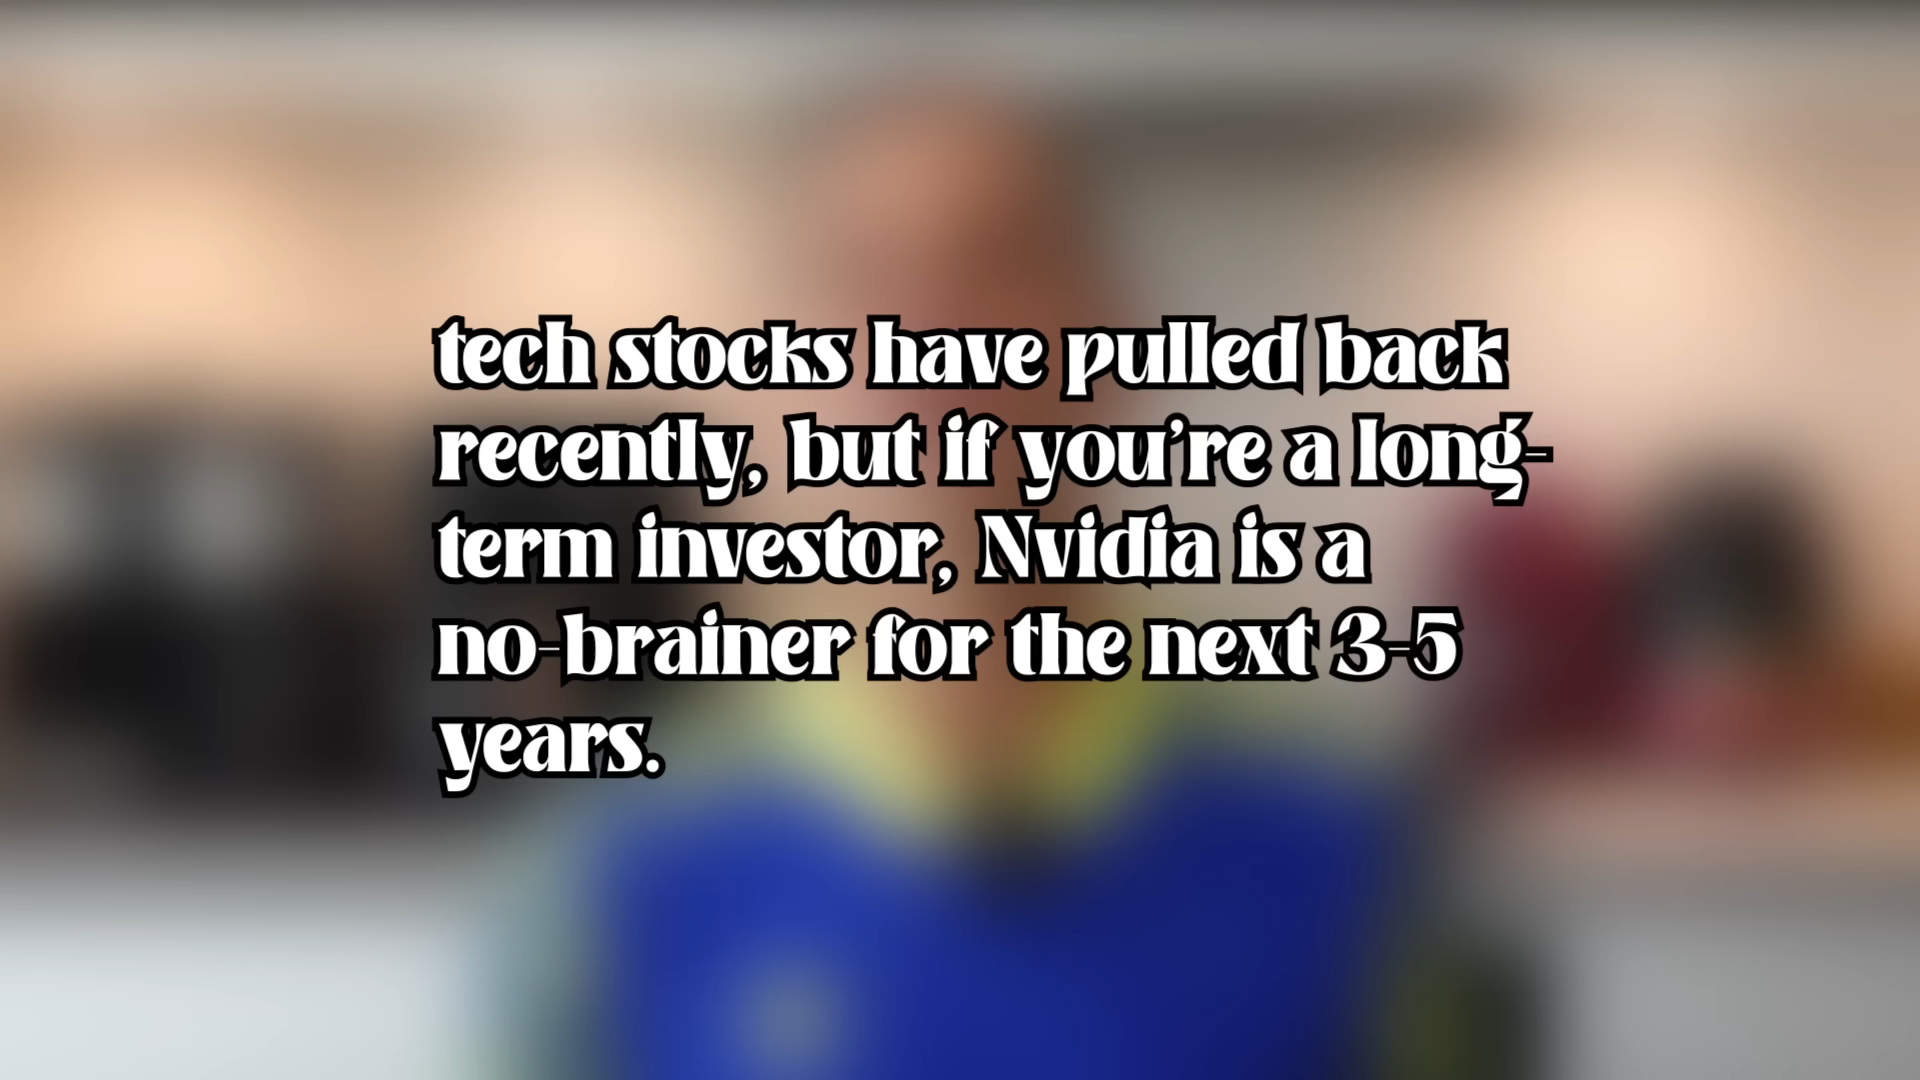 tech stocks have pulled back
recently, but if you're a long-
term investor, Nvidia is a
no-brainer for the next 3-5
years.